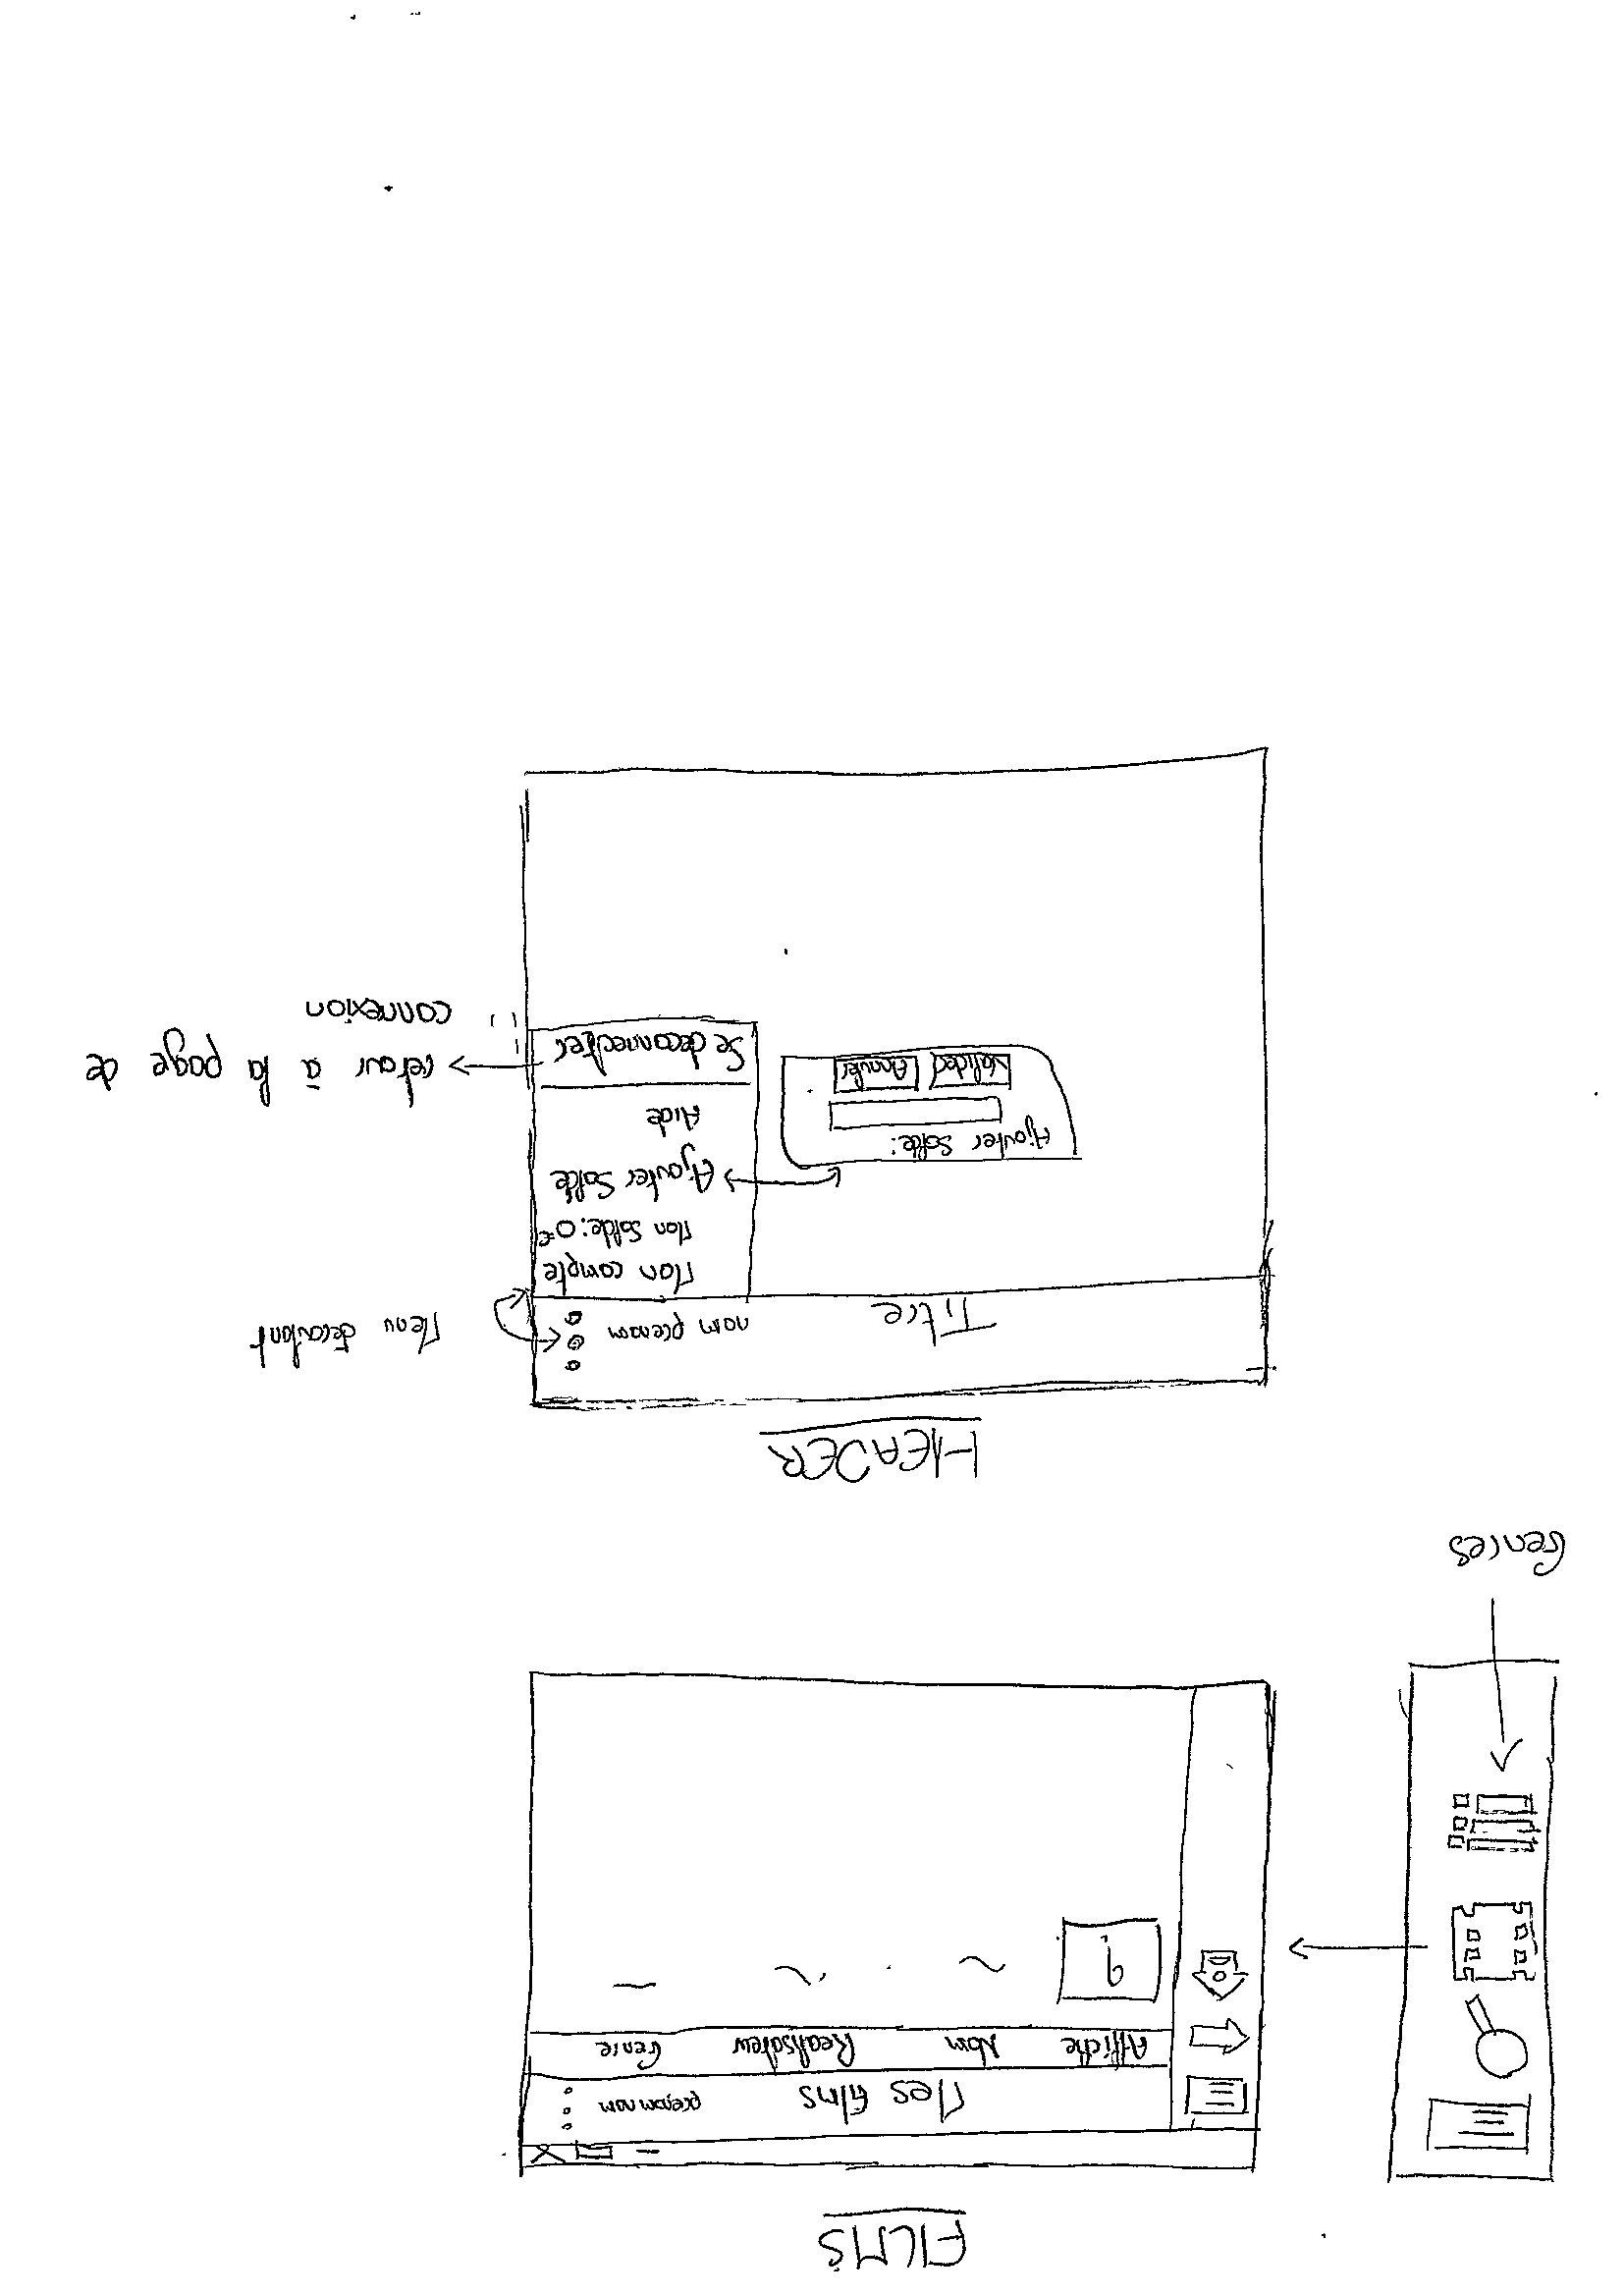 FILMS
Mes films
prenom nom
Affiche Nom Realisateur Genre
?
Genres
HEADER
Titre
nom prenom
Menu deroulant
Mon compte
Mon Solde: 0€
Ajouter Solde
Aide
Se deconnecter
Ajouter Solde:
Valider Annuler
retour à la page de
connexion